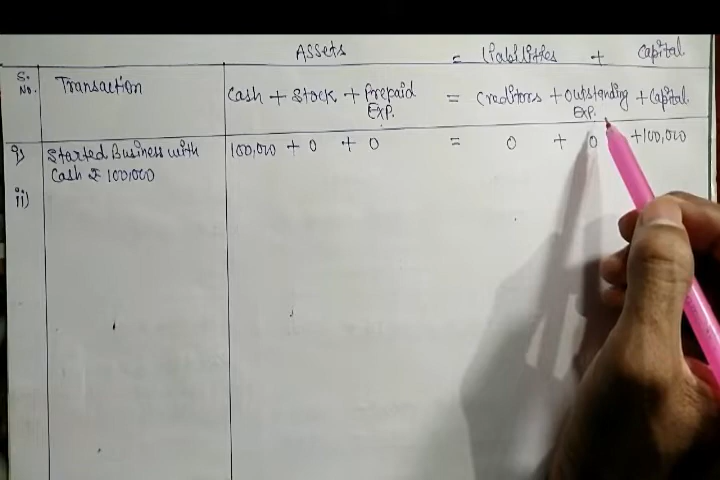 Assets = Liabilities + Capital
S. No. Transaction Cash + Stock + Prepaid Exp. = Creditors + Outstanding Exp. + Capital
i) Started Business with 100,000 + 0 + 0 = 0 + 0 + 100,000
Cash ₹ 100,000
ii)